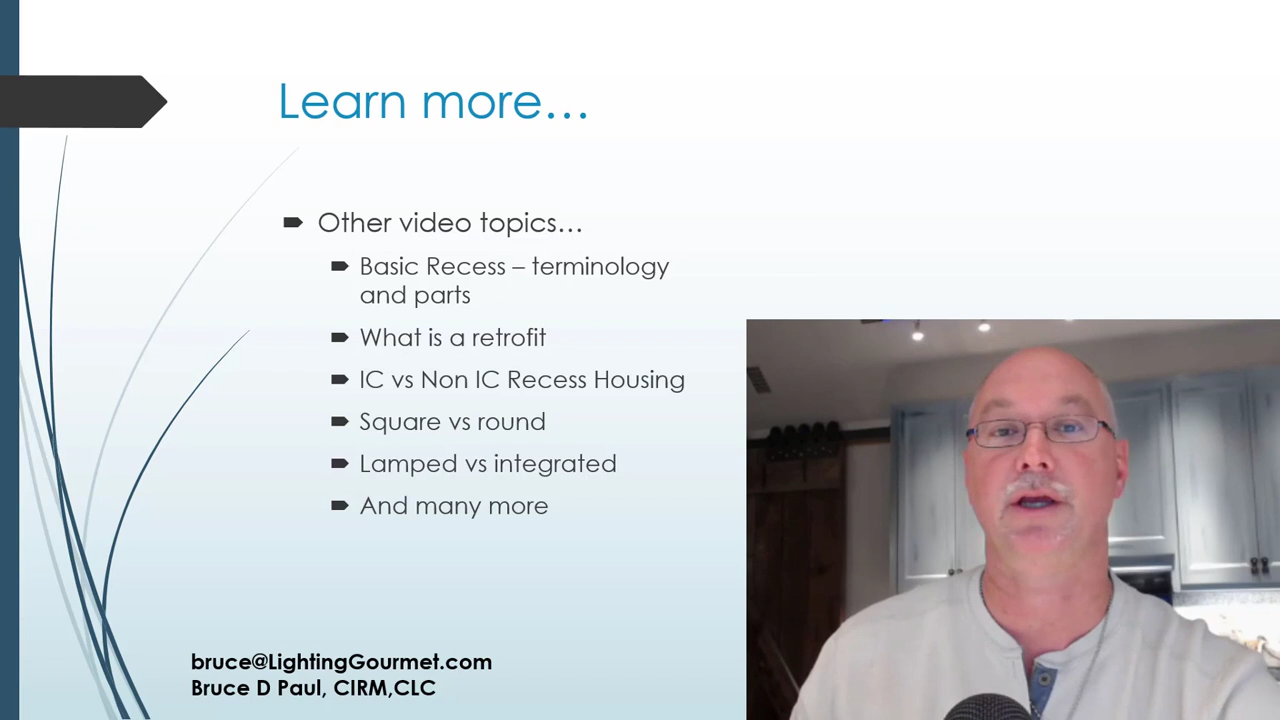 Learn more…
Other video topics…
Basic Recess – terminology
and parts
What is a retrofit
IC vs Non IC Recess Housing
Square vs round
Lamped vs integrated
And many more
bruce@LightingGourmet.com
Bruce D Paul, CIRM,CLC